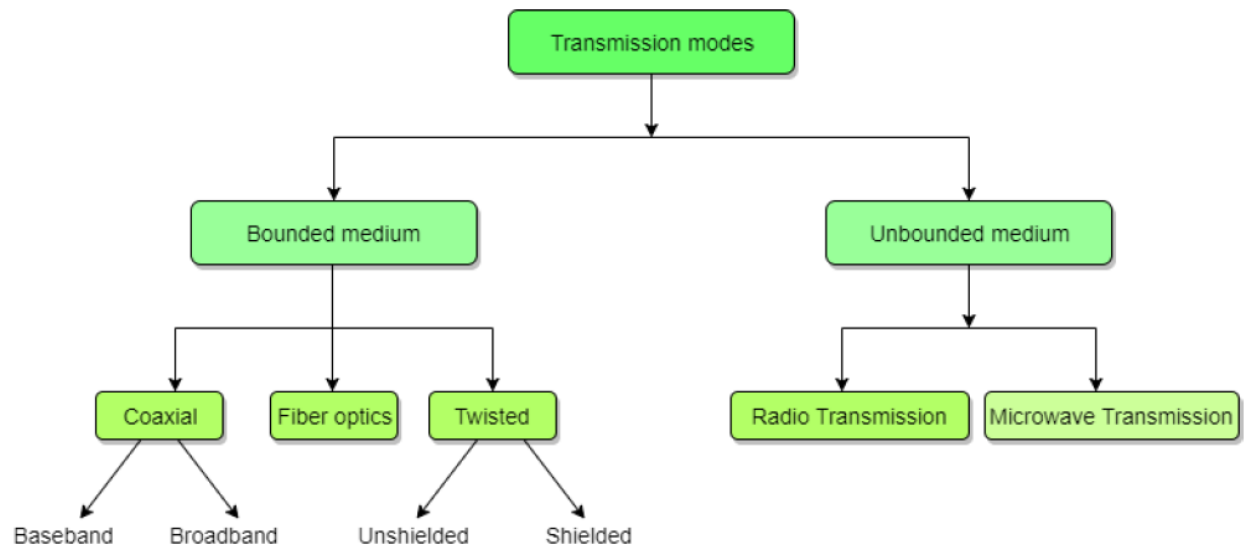 Transmission modes
Bounded medium
Unbounded medium
Coaxial
Fiber optics
Twisted
Radio Transmission
Microwave Transmission
Baseband
Broadband
Unshielded
Shielded